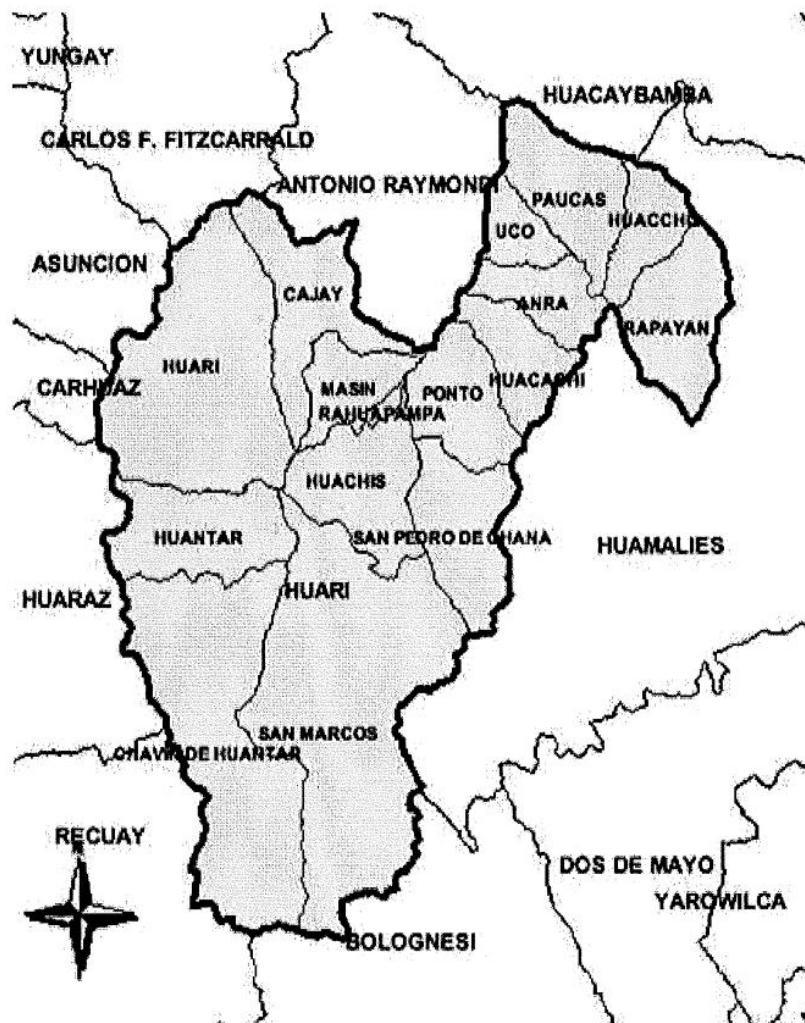 YUNGAY
HUACAYBAMBA
CARLOS F. FITZCARRALD
ANTONIO RAYMONDI
PAUCAS
HUACCHO
UCO
ASUNCION
CAJAY
ANRA
RAPAYAN
HUARI
CARHUAZ
MASIN
PONTO
HUACACHI
RAHUAPAMPA
HUACHIS
HUANTAR
SAN PEDRO DE CHANA
HUAMALIES
HUARI
HUARAZ
SAN MARCOS
CHAVIN DE HUANTAR
RECUAY
DOS DE MAYO
YAROWILCA
BOLOGNESI